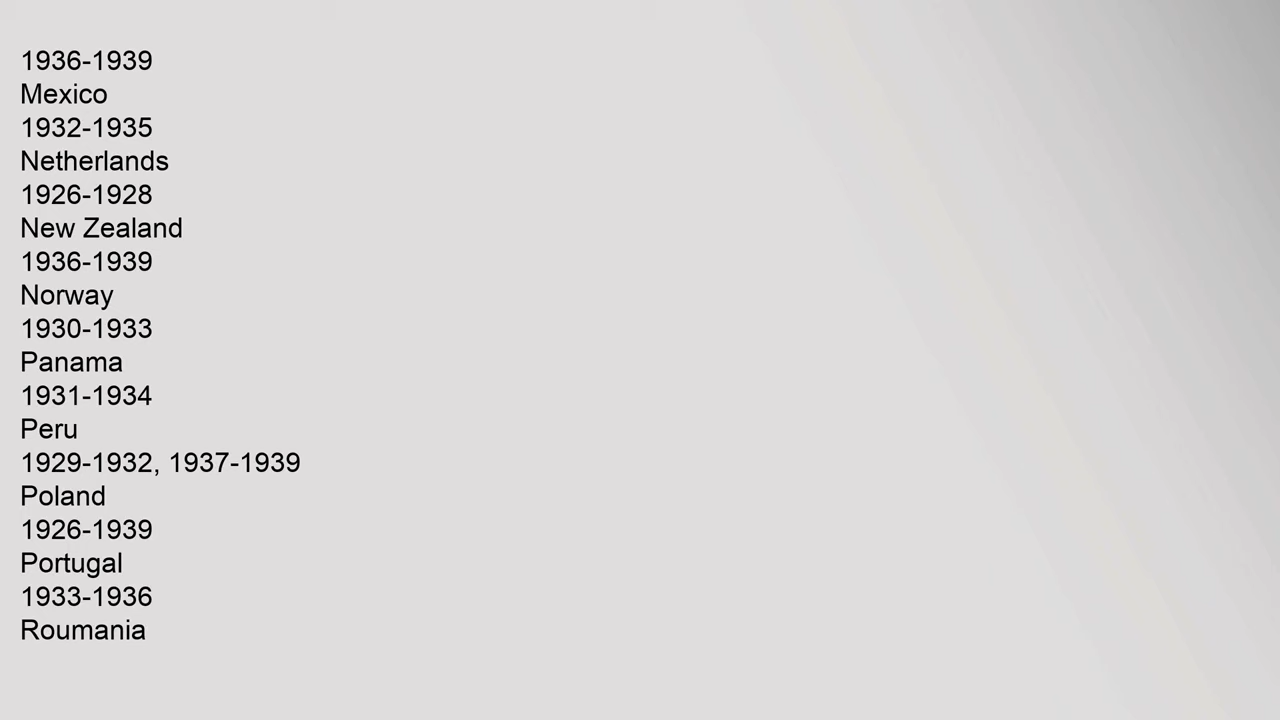 1936-1939
Mexico
1932-1935
Netherlands
1926-1928
New Zealand
1936-1939
Norway
1930-1933
Panama
1931-1934
Peru
1929-1932, 1937-1939
Poland
1926-1939
Portugal
1933-1936
Roumania